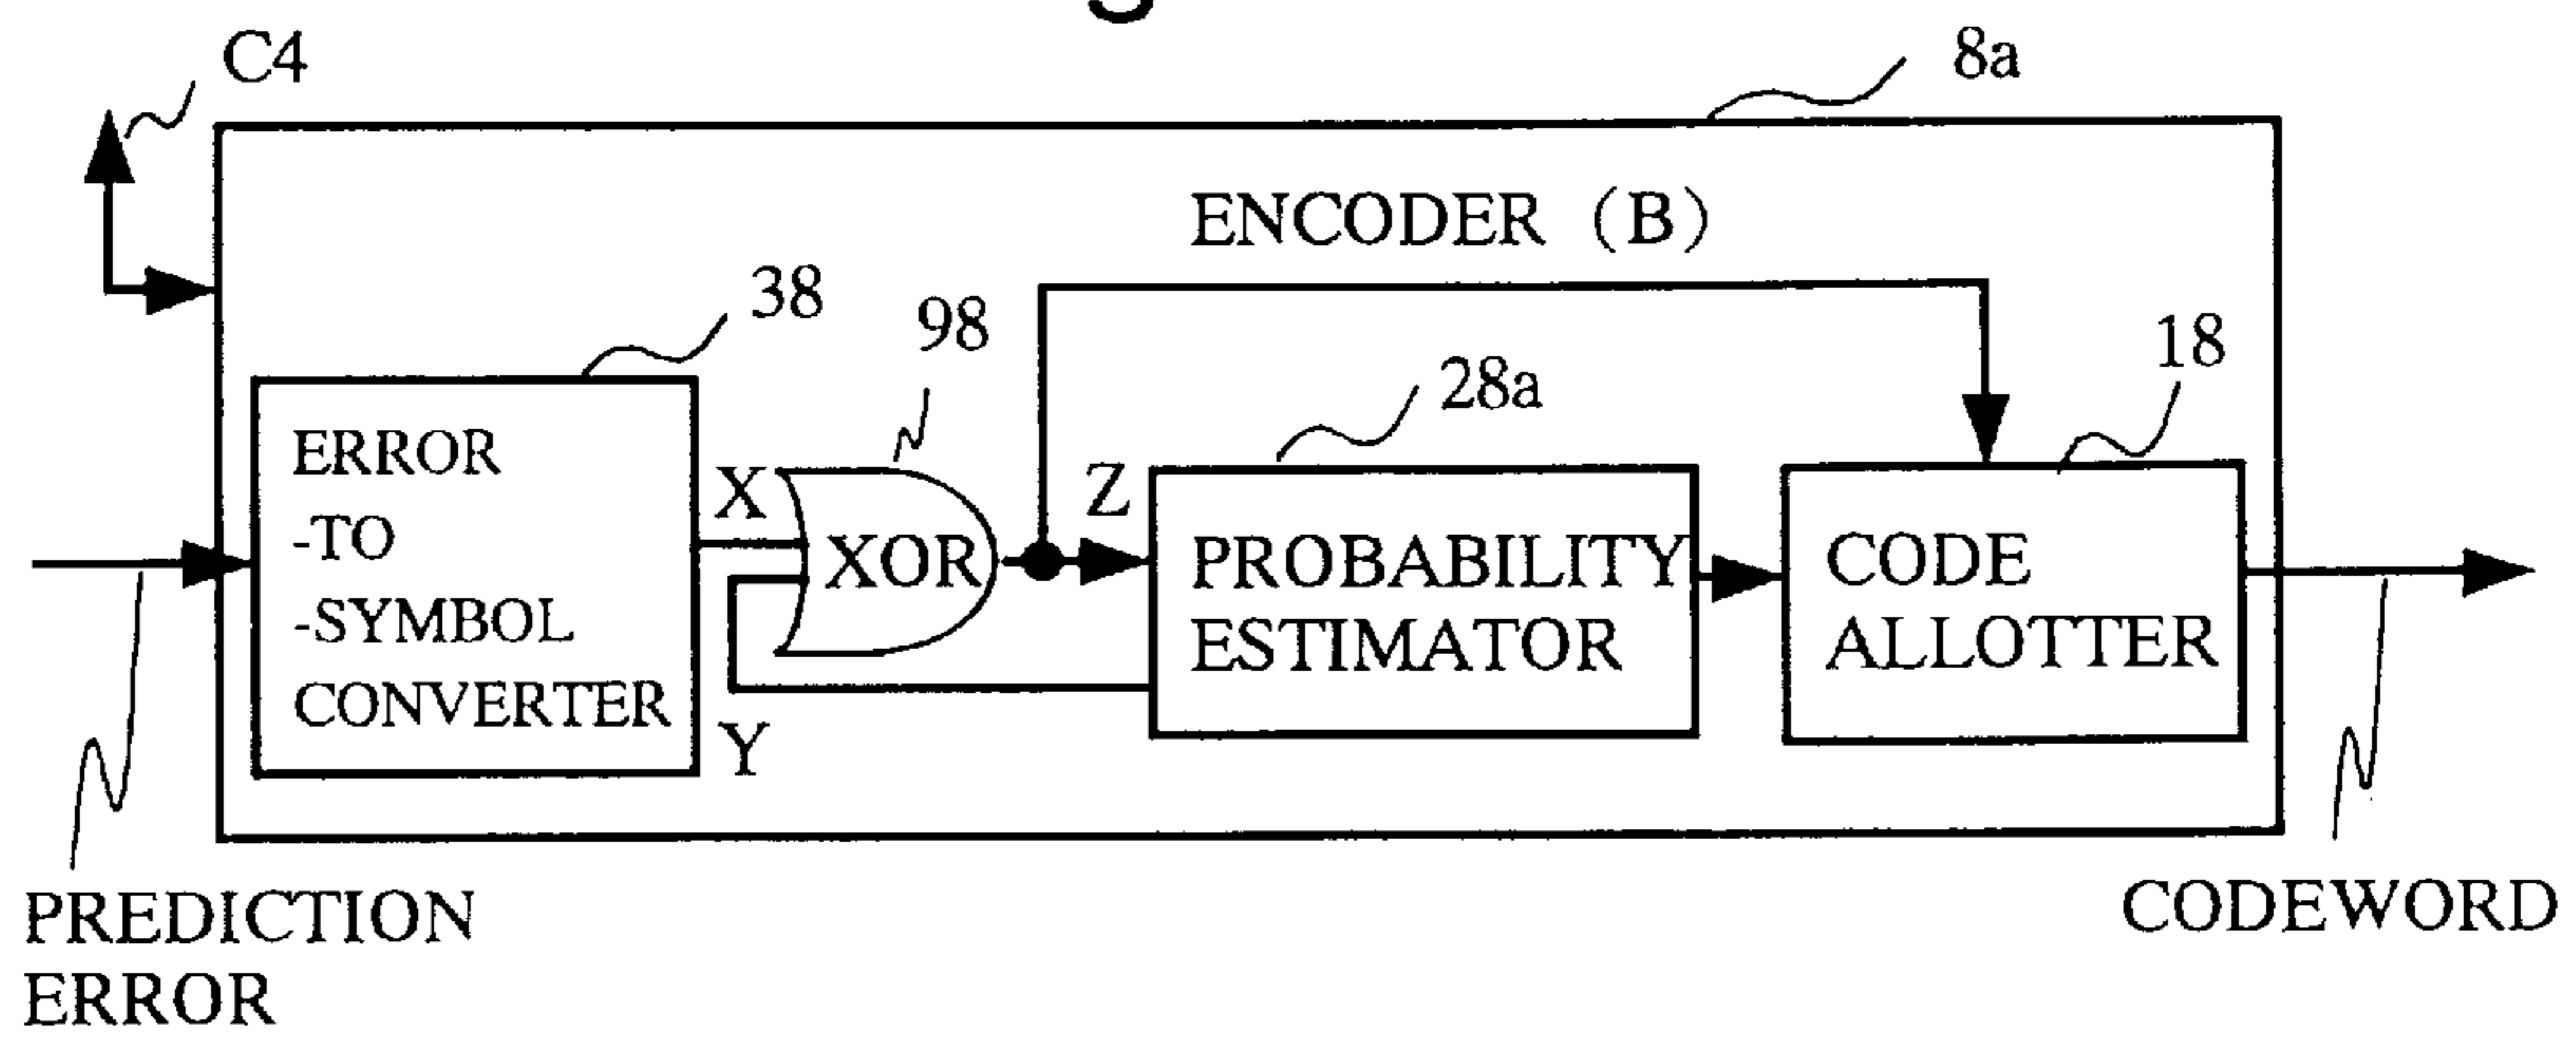 C4
8a
ENCODER (B)
38
98
28a
18
ERROR
-TO
-SYMBOL
CONVERTER
X
XOR
Z
Y
PROBABILITY
ESTIMATOR
CODE
ALLOTTER
PREDICTION
ERROR
CODEWORD